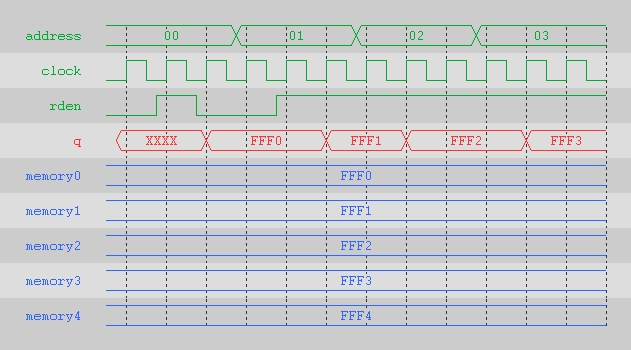 address 00 01 02 03
clock
rden
q XXXX FFF0 FFF1 FFF2 FFF3
memory0 FFF0
memory1 FFF1
memory2 FFF2
memory3 FFF3
memory4 FFF4